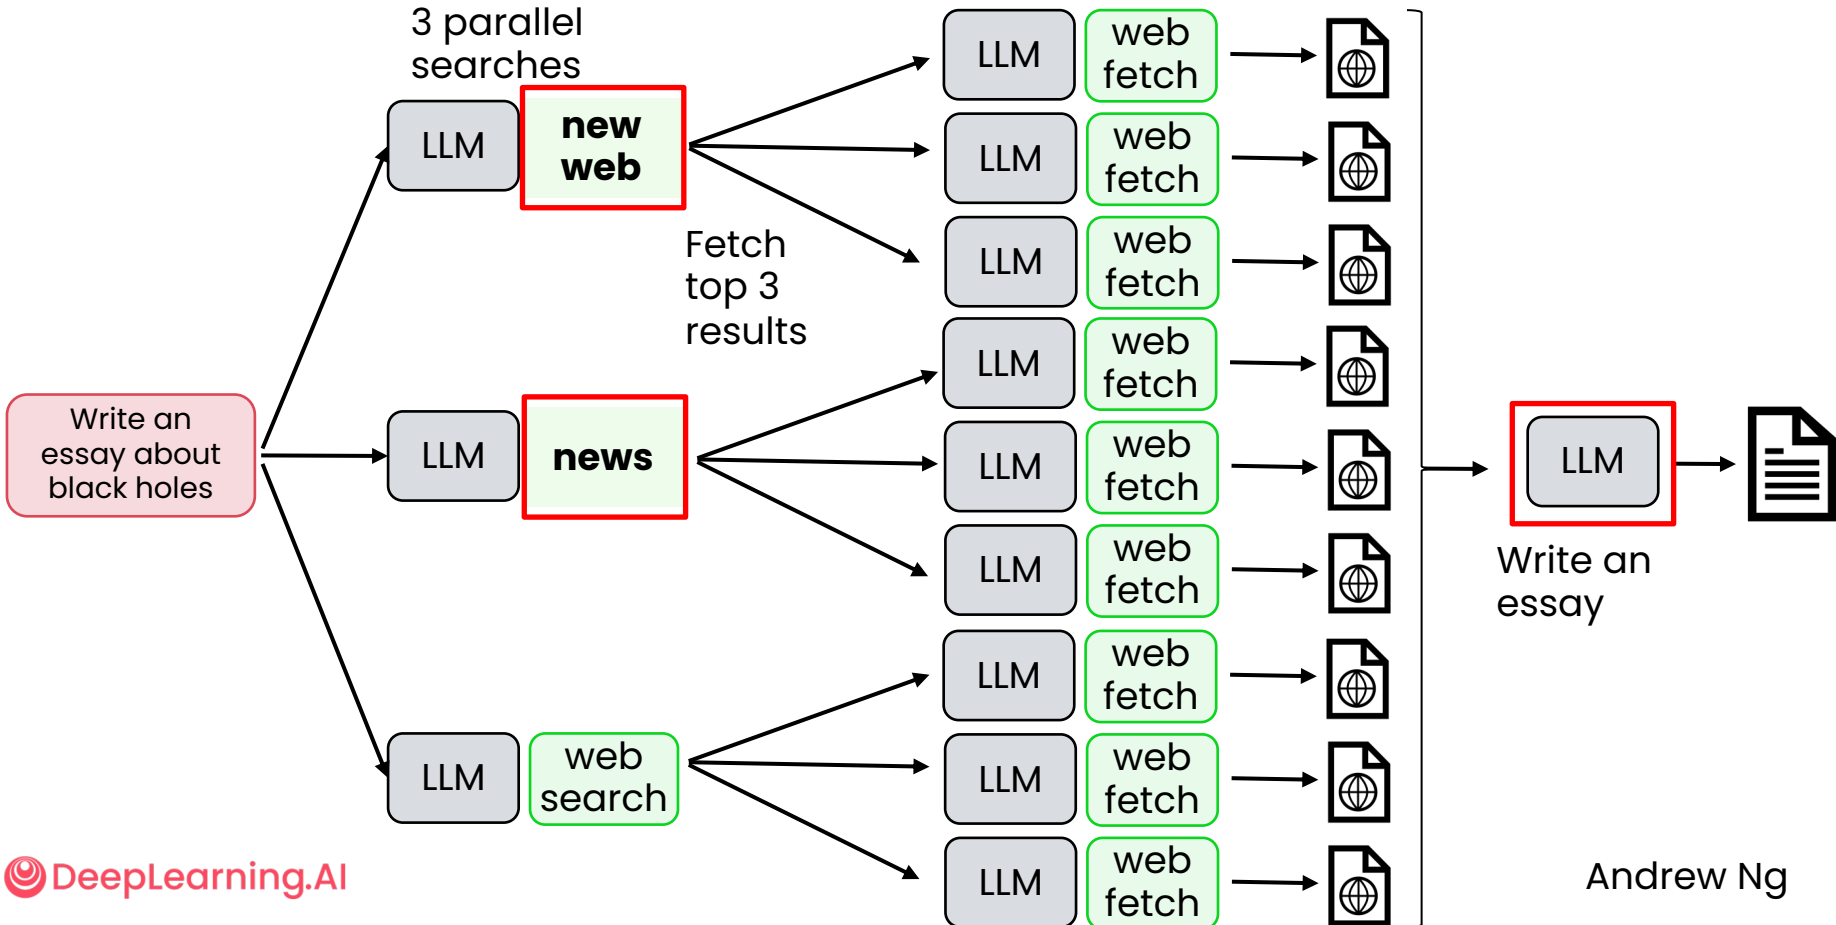 3 parallel
searches
LLM
new
web
Fetch
top 3
results
LLM
web
fetch
LLM
web
fetch
LLM
web
fetch
Write an
essay about
black holes
LLM
news
LLM
web
fetch
LLM
web
fetch
LLM
web
fetch
LLM
web
search
LLM
web
fetch
LLM
web
fetch
LLM
web
fetch
LLM
Write an
essay
DeepLearning.AI
Andrew Ng